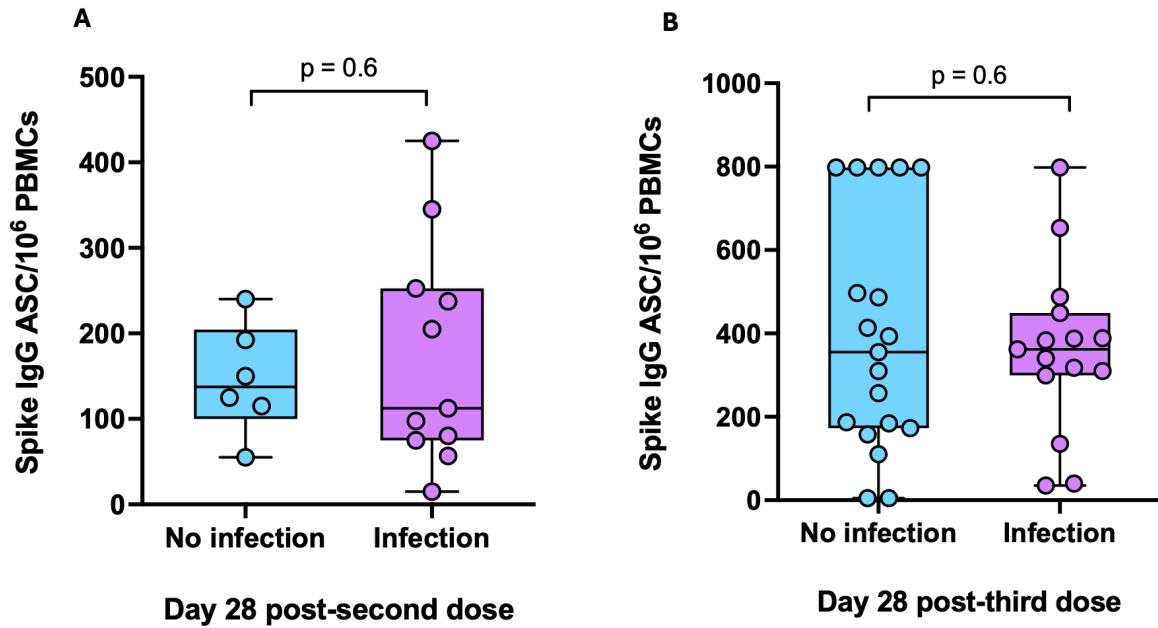 A
Spike IgG ASC/10⁶ PBMCs
500
400
300
200
100
0
p = 0.6
No infection
Infection
Day 28 post-second dose
B
Spike IgG ASC/10⁶ PBMCs
1000
800
600
400
200
0
p = 0.6
No infection
Infection
Day 28 post-third dose